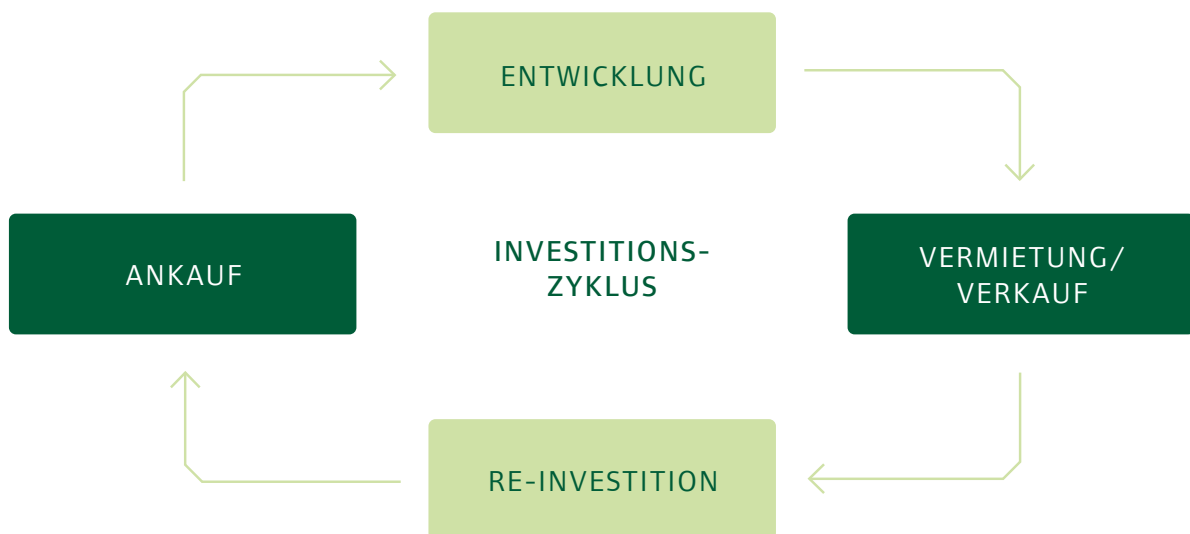 ENTWICKLUNG
ANKAUF
INVESTITIONS-
ZYKLUS
VERMIETUNG/
VERKAUF
RE-INVESTITION